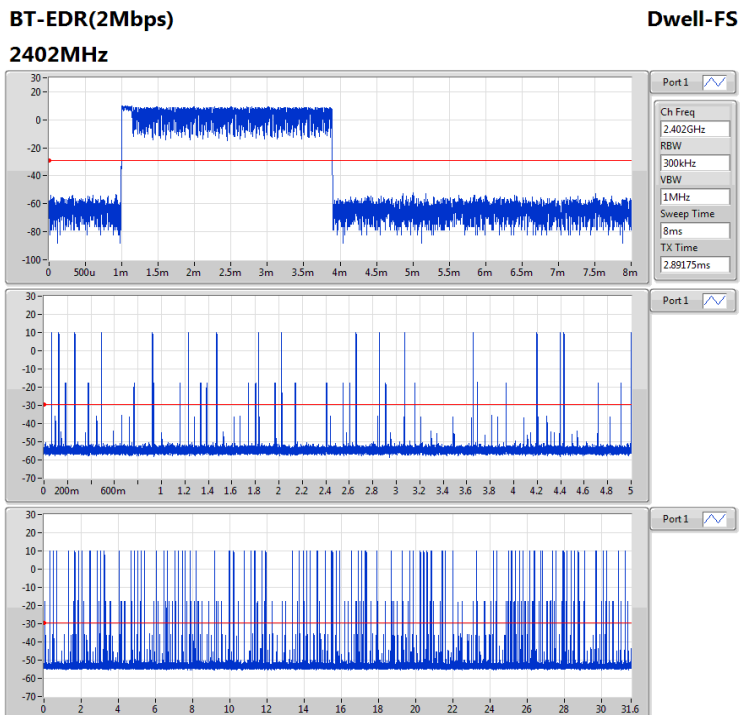 BT-EDR(2Mbps) Dwell-FS
2402MHz
30
20
0
-20
-40
-60
-80
-100
0 500u 1m 1.5m 2m 2.5m 3m 3.5m 4m 4.5m 5m 5.5m 6m 6.5m 7m 7.5m 8m
Port 1
Ch Freq
2.402GHz
RBW
300kHz
VBW
1MHz
Sweep Time
8ms
TX Time
2.89175ms
30
20
10
0
-10
-20
-30
-40
-50
-60
-70
0 200m 600m 1 1.2 1.4 1.6 1.8 2 2.2 2.4 2.6 2.8 3 3.2 3.4 3.6 3.8 4 4.2 4.4 4.6 4.8 5
Port 1
30
20
10
0
-10
-20
-30
-40
-50
-60
-70
0 2 4 6 8 10 12 14 16 18 20 22 24 26 28 30 31.6
Port 1